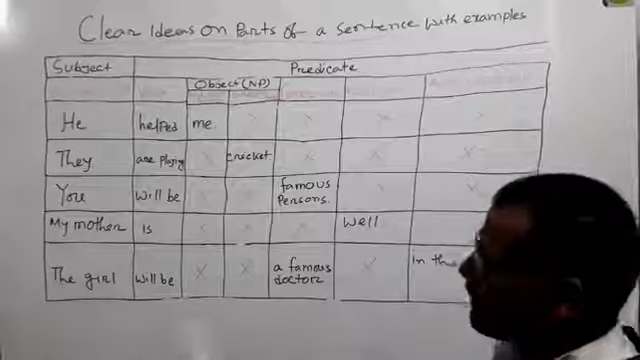 Clear Ideas on Parts of a Sentence with examples
Subject Predicate
Object (NP)
He helped me x x x x
They are playing x cricket x x x
You will be famous Persons. x x
My mother is x x x well
The girl will be x x a famous doctor x in the